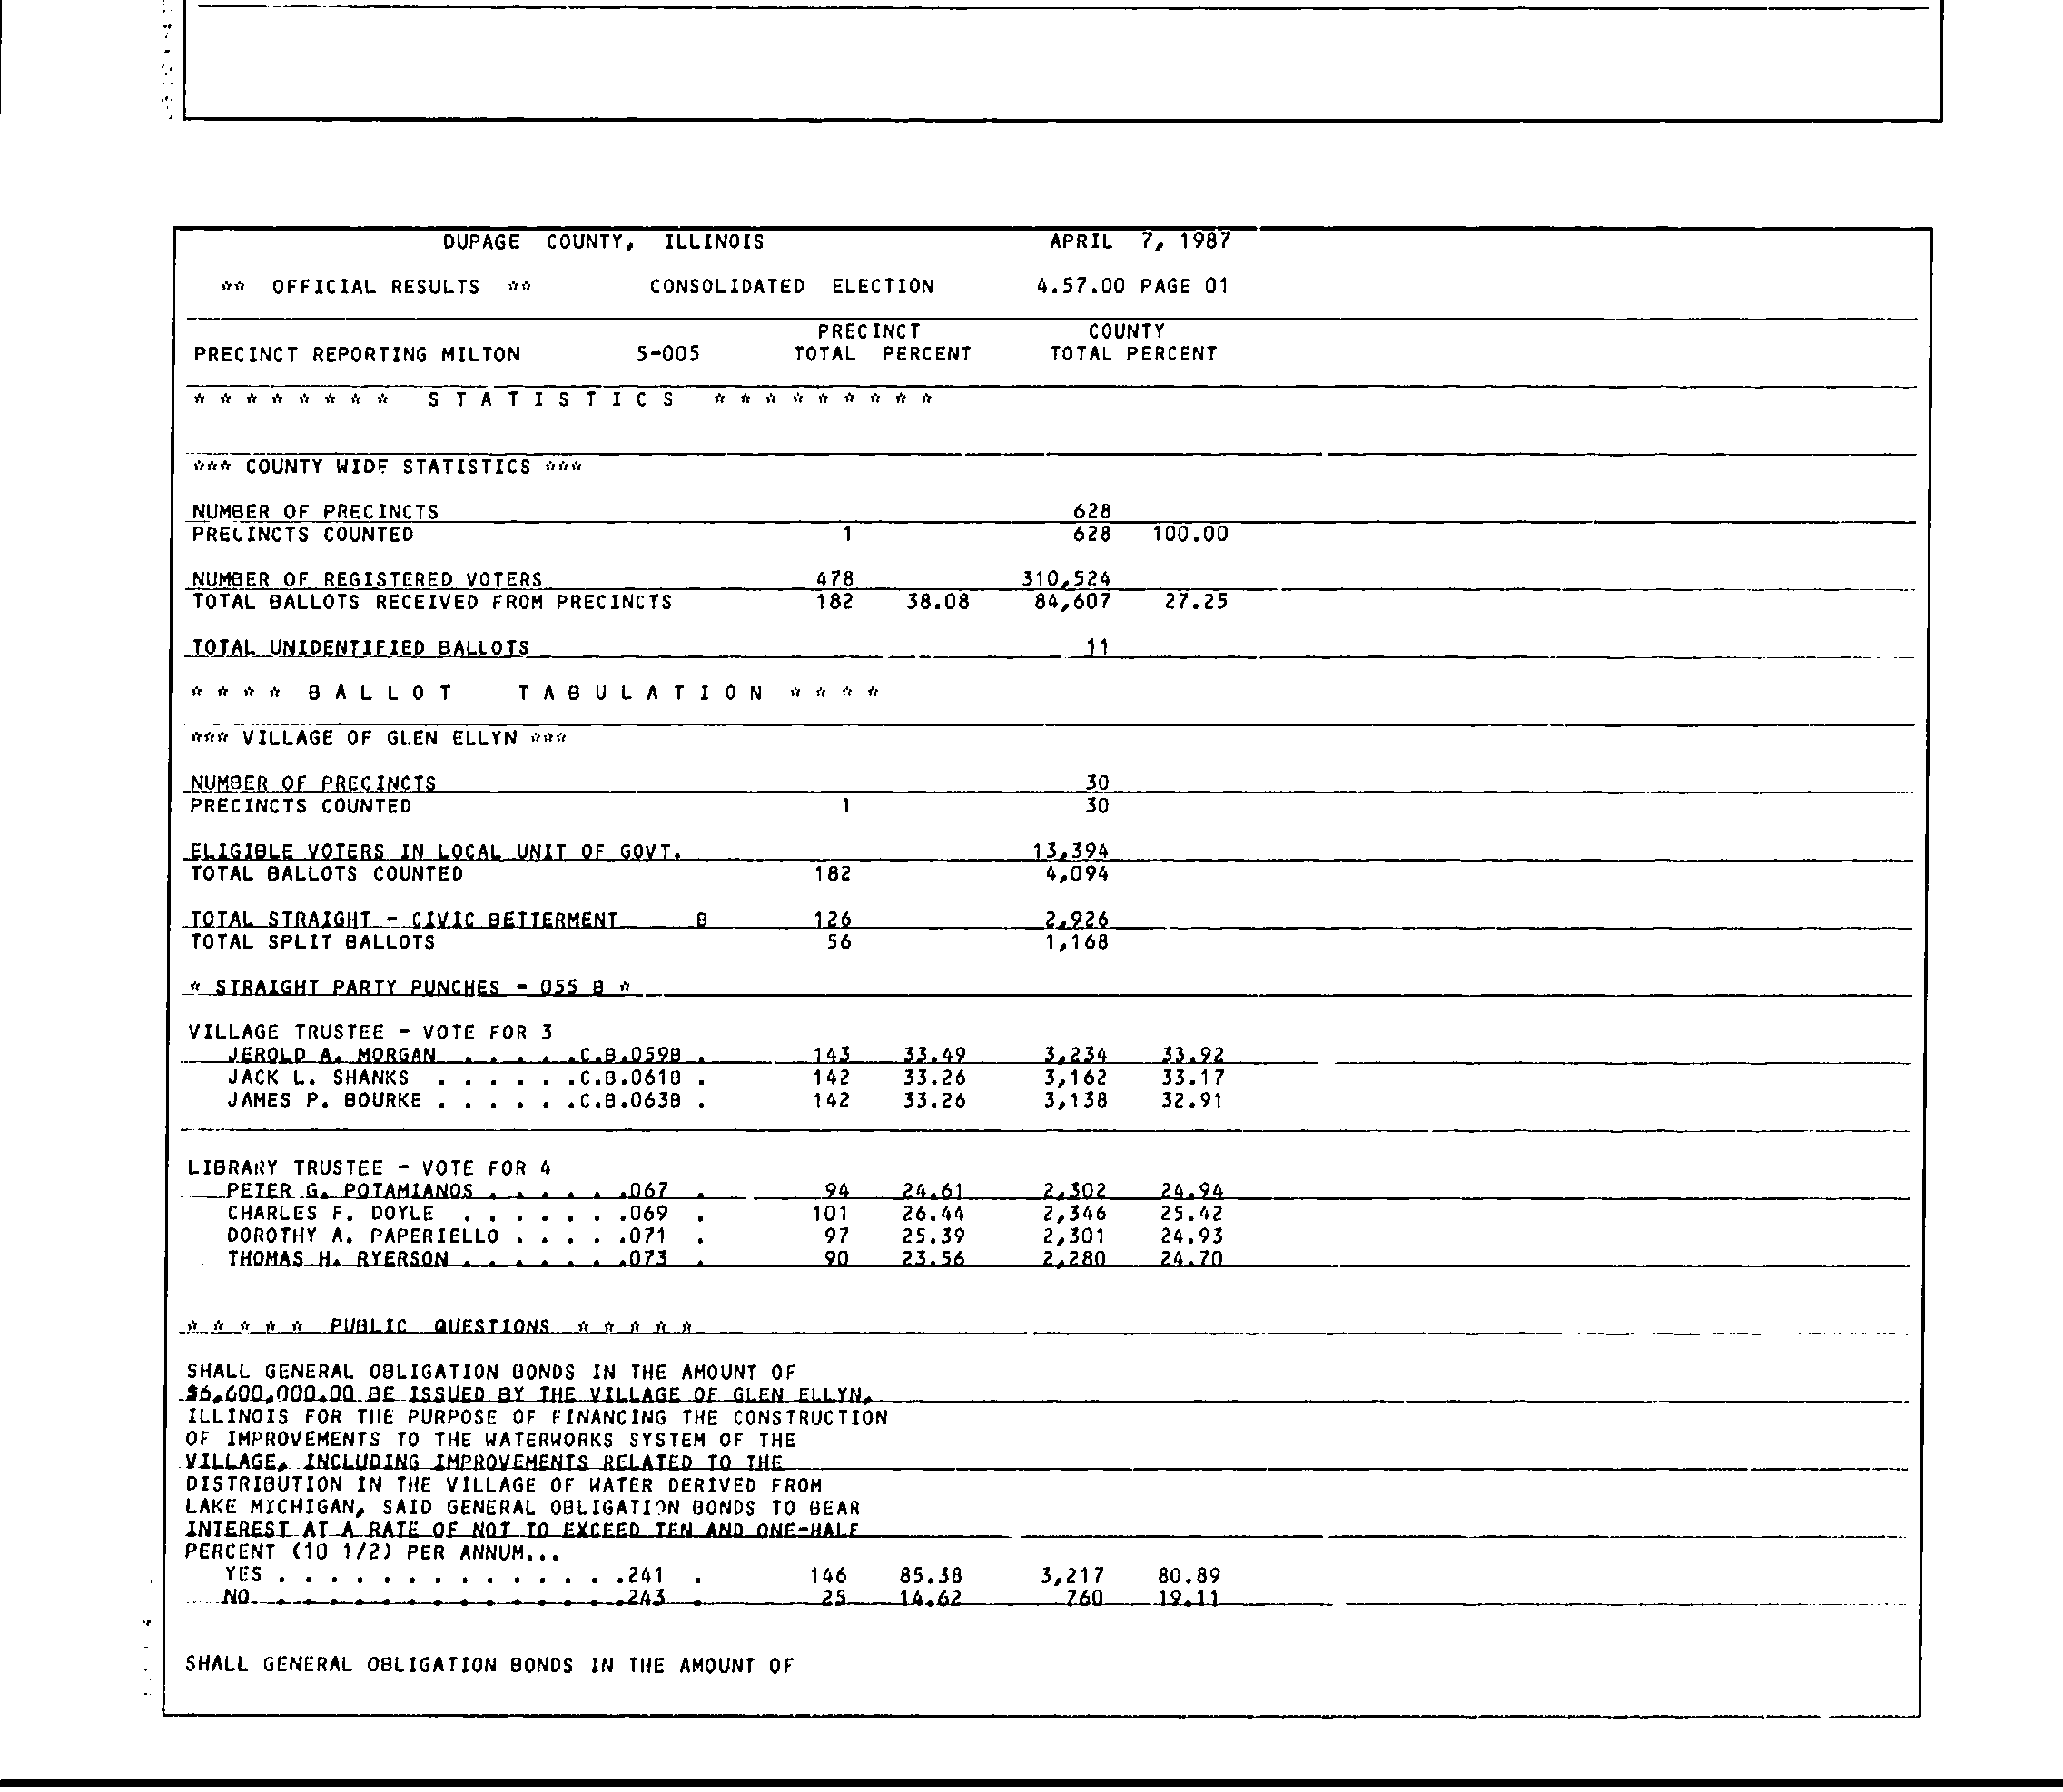 DUPAGE COUNTY, ILLINOIS APRIL 7, 1987
** OFFICIAL RESULTS ** CONSOLIDATED ELECTION 4.57.00 PAGE 01
PRECINCT COUNTY
PRECINCT REPORTING MILTON 5-005 TOTAL PERCENT TOTAL PERCENT
* * * * * * * * S T A T I S T I C S * * * * * * * * *
*** COUNTY WIDE STATISTICS ***
NUMBER OF PRECINCTS 628
PRECINCTS COUNTED 1 628 100.00
NUMBER OF REGISTERED VOTERS 478 310,524
TOTAL BALLOTS RECEIVED FROM PRECINCTS 182 38.08 84,607 27.25
TOTAL UNIDENTIFIED BALLOTS 11
* * * * B A L L O T T A B U L A T I O N * * * *
*** VILLAGE OF GLEN ELLYN ***
NUMBER OF PRECINCTS 30
PRECINCTS COUNTED 1 30
ELIGIBLE VOTERS IN LOCAL UNIT OF GOVT. 13,394
TOTAL BALLOTS COUNTED 182 4,094
TOTAL STRAIGHT - CIVIC BETTERMENT B 126 2,926
TOTAL SPLIT BALLOTS 56 1,168
* STRAIGHT PARTY PUNCHES - 055 B *
VILLAGE TRUSTEE - VOTE FOR 3
JEROLD A. MORGAN . . . . . .C.B.059B . 143 33.49 3,234 33.92
JACK L. SHANKS . . . . . .C.B.061B . 142 33.26 3,162 33.17
JAMES P. BOURKE . . . . . .C.B.063B . 142 33.26 3,138 32.91
LIBRARY TRUSTEE - VOTE FOR 4
PETER G. POTAMIANOS . . . . . .067 . 94 24.61 2,302 24.94
CHARLES F. DOYLE . . . . . . .069 . 101 26.44 2,346 25.42
DOROTHY A. PAPERIELLO . . . . .071 . 97 25.39 2,301 24.93
THOMAS H. RYERSON . . . . . . .073 . 90 23.56 2,280 24.70
* * * * * PUBLIC QUESTIONS * * * * *
SHALL GENERAL OBLIGATION BONDS IN THE AMOUNT OF
$6,600,000.00 BE ISSUED BY THE VILLAGE OF GLEN ELLYN,
ILLINOIS FOR THE PURPOSE OF FINANCING THE CONSTRUCTION
OF IMPROVEMENTS TO THE WATERWORKS SYSTEM OF THE
VILLAGE, INCLUDING IMPROVEMENTS RELATED TO THE
DISTRIBUTION IN THE VILLAGE OF WATER DERIVED FROM
LAKE MICHIGAN, SAID GENERAL OBLIGATION BONDS TO BEAR
INTEREST AT A RATE OF NOT TO EXCEED TEN AND ONE-HALF
PERCENT (10 1/2) PER ANNUM...
YES . . . . . . . . . . . . . .241 . 146 85.38 3,217 80.89
NO. . . . . . . . . . . . . . .243 . 25 14.62 760 19.11
SHALL GENERAL OBLIGATION BONDS IN THE AMOUNT OF